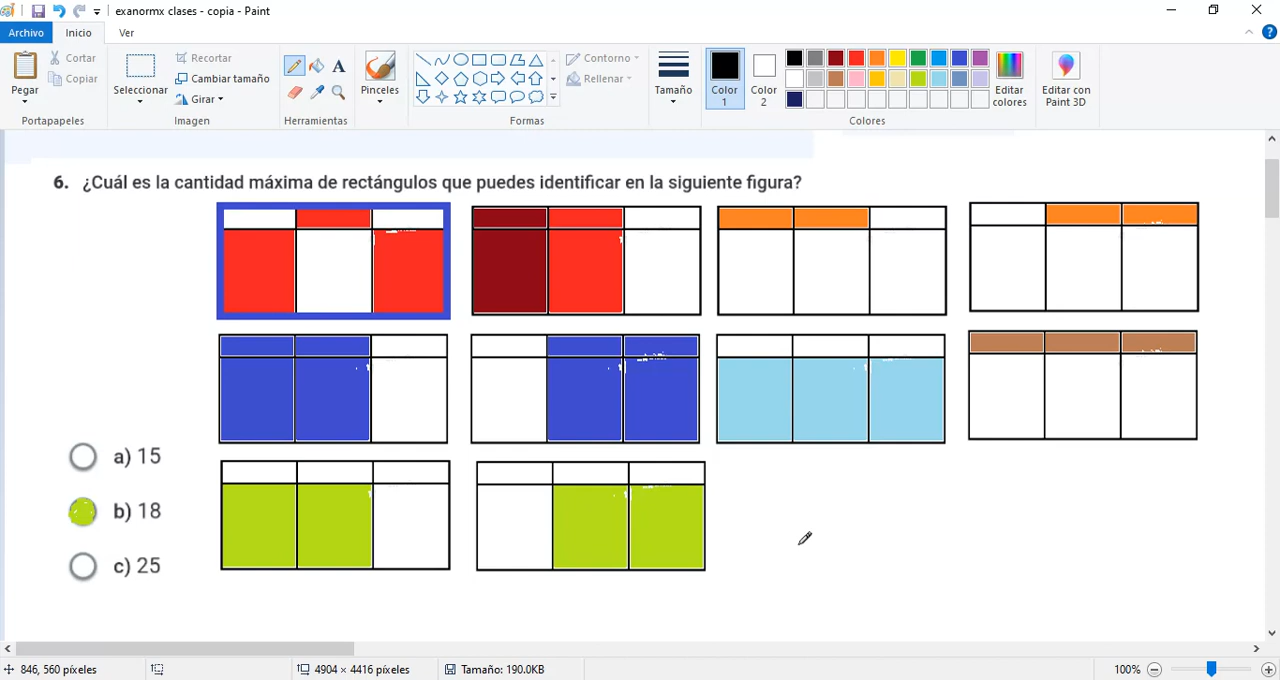 exanormx clases - copia - Paint
Archivo Inicio Ver
Pegar
Cortar
Copiar
Portapapeles
Seleccionar
Recortar
Cambiar tamaño
Girar
Imagen
A
Herramientas
Pinceles
Contorno
Rellenar
Formas
Tamaño
Color 1
Color 2
Editar colores
Editar con Paint 3D
Colores
6. ¿Cuál es la cantidad máxima de rectángulos que puedes identificar en la siguiente figura?
a) 15
b) 18
c) 25
846, 560 píxeles
4904 × 4416 píxeles
Tamaño: 190.0KB
100%